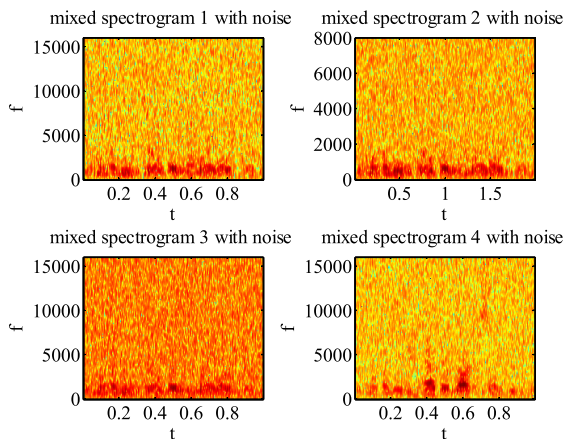 mixed spectrogram 1 with noise
15000
10000
5000
0
f
0.2 0.4 0.6 0.8
t
mixed spectrogram 2 with noise
8000
6000
4000
2000
0
f
0.5 1 1.5
t
mixed spectrogram 3 with noise
15000
10000
5000
0
f
0.2 0.4 0.6 0.8
t
mixed spectrogram 4 with noise
15000
10000
5000
0
f
0.2 0.4 0.6 0.8
t